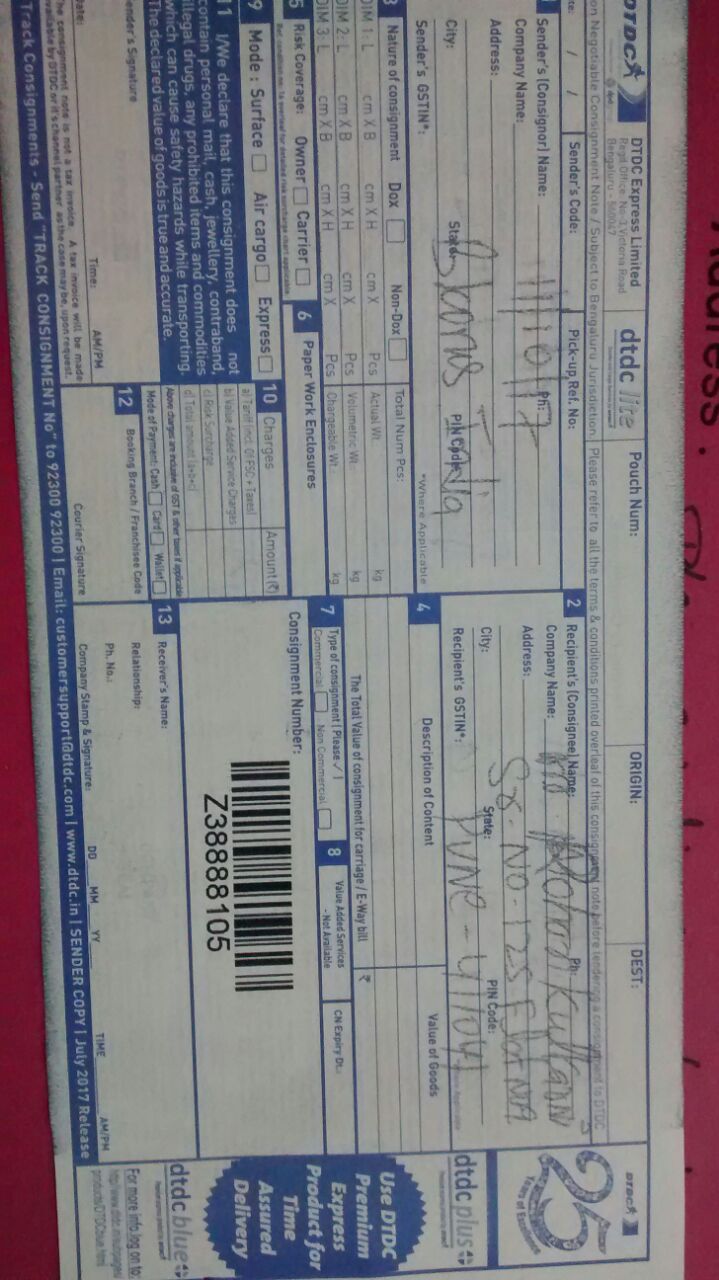 DTDC
DTDC Express Limited
Regd. Office: No-3, Victoria Road
Bengaluru - 560047
dtdc lite
Pouch Num:
ORIGIN:
DEST:
on Negotiable Consignment Note / Subject to Bengaluru Jurisdiction. Please refer to all the terms & conditions printed overleaf of this consignment note before tendering a consignment to DTDC
te: / /
Sender's Code:
Pick-up Ref. No:
Sender's (Consignor) Name:
Ph:
Company Name:
11/10/17
Address:
City:
State:
PIN Code:
Sender's GSTIN*:
*Where Applicable
2 Recipient's (Consignee) Name:
Ph:
Company Name:
Address:
S.NO 125 Flat NA
City:
State:
PIN Code:
PUNE - 411041
Recipient's GSTIN*:
3 Nature of consignment Dox Non-Dox
Total Num Pcs:
DIM 1: L cm X B cm X H cm X Pcs
Actual Wt. kg
DIM 2: L cm X B cm X H cm X Pcs
Volumetric Wt. kg
DIM 3: L cm X B cm X H cm X Pcs
Chargeable Wt. kg
4 Description of Content
Value of Goods
The Total Value of consignment for carriage / E-Way bill
₹
5 Risk Coverage: Owner Carrier
6 Paper Work Enclosures
7 Type of consignment (Please ✓)
Commercial Non Commercial
8 Value Added Services
- Not Available
CN Expiry Dt.:
9 Mode: Surface Air cargo Express
10 Charges
Amount (₹)
a) Tariff (incl. Of FSC + Taxes)
b) Value Added Service Charges
c) Risk Surcharge
d) Total amount (a+b+c)
Above charges are inclusive of GST & other taxes if applicable
Mode of Payment: Cash Card Wallet
Consignment Number:
Z38888105
11 I/We declare that this consignment does not
contain personal mail, cash, jewellery, contraband,
illegal drugs, any prohibited items and commodities
which can cause safety hazards while transporting.
The declared value of goods is true and accurate.
Sender's Signature
Date:
Time:
AM/PM
The consignment note is not a tax invoice. A tax invoice will be made
available by DTDC or it's channel partner as the case may be, upon request.
12 Booking Branch / Franchisee Code
Courier Signature
13 Receiver's Name:
Relationship:
Ph. No.:
Company Stamp & Signature:
DD MM YY
TIME AM/PM
Track Consignments - Send "TRACK CONSIGNMENT No" to 92300 92300 | Email: customersupport@dtdc.com | www.dtdc.in | SENDER COPY | July 2017 Release
DTDC
25
Years of Excellence
dtdc plus
Use DTDC
Premium
Express
Product for
Time
Assured
Delivery
dtdc blue
For more info, log on to:
Address :